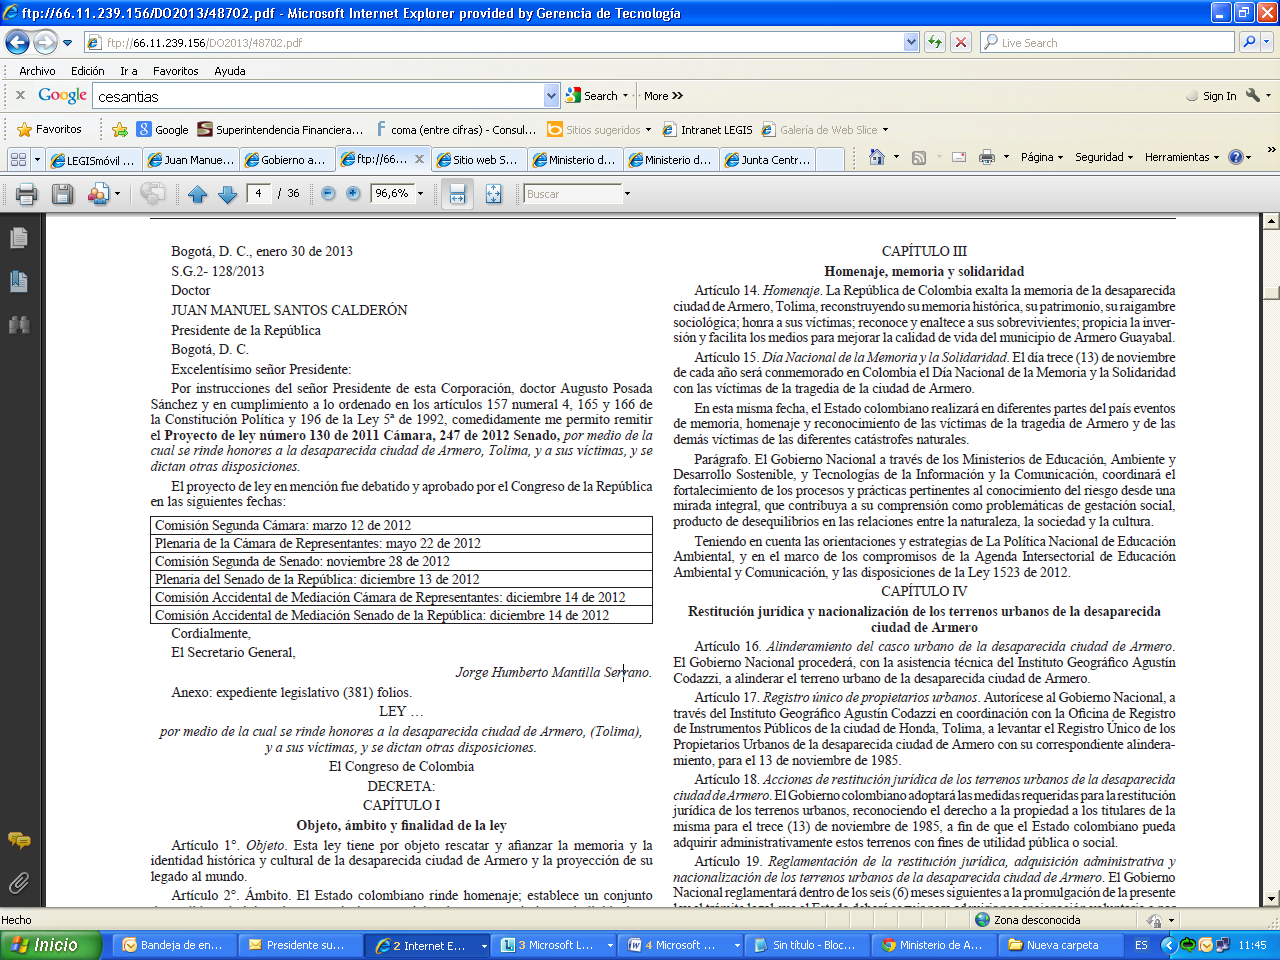 ftp://66.11.239.156/DO2013/48702.pdf - Microsoft Internet Explorer provided by Gerencia de Tecnología
ftp://66.11.239.156/DO2013/48702.pdf
Live Search
Archivo Edición Ir a Favoritos Ayuda
Google cesantias Search More Sign In
Favoritos Google Superintendencia Financiera... coma (entre cifras) - Consul... Sitios sugeridos Intranet LEGIS Galería de Web Slice
LEGISmóvil ... Juan Manue... Gobierno a... ftp://66... Sitio web S... Ministerio d... Ministerio d... Junta Centr... Página Seguridad Herramientas
4 / 36 96,6% Buscar
Bogotá, D. C., enero 30 de 2013
S.G.2- 128/2013
Doctor
JUAN MANUEL SANTOS CALDERÓN
Presidente de la República
Bogotá, D. C.
Excelentísimo señor Presidente:
Por instrucciones del señor Presidente de esta Corporación, doctor Augusto Posada
Sánchez y en cumplimiento a lo ordenado en los artículos 157 numeral 4, 165 y 166 de
la Constitución Política y 196 de la Ley 5ª de 1992, comedidamente me permito remitir
el Proyecto de ley número 130 de 2011 Cámara, 247 de 2012 Senado, por medio de la
cual se rinde honores a la desaparecida ciudad de Armero, Tolima, y a sus víctimas, y se
dictan otras disposiciones.
El proyecto de ley en mención fue debatido y aprobado por el Congreso de la República
en las siguientes fechas:
Comisión Segunda Cámara: marzo 12 de 2012
Plenaria de la Cámara de Representantes: mayo 22 de 2012
Comisión Segunda de Senado: noviembre 28 de 2012
Plenaria del Senado de la República: diciembre 13 de 2012
Comisión Accidental de Mediación Cámara de Representantes: diciembre 14 de 2012
Comisión Accidental de Mediación Senado de la República: diciembre 14 de 2012
Cordialmente,
El Secretario General,
Jorge Humberto Mantilla Serrano.
Anexo: expediente legislativo (381) folios.
LEY ...
por medio de la cual se rinde honores a la desaparecida ciudad de Armero, (Tolima),
y a sus víctimas, y se dictan otras disposiciones.
El Congreso de Colombia
DECRETA:
CAPÍTULO I
Objeto, ámbito y finalidad de la ley
Artículo 1°. Objeto. Esta ley tiene por objeto rescatar y afianzar la memoria y la
identidad histórica y cultural de la desaparecida ciudad de Armero y la proyección de su
legado al mundo.
Artículo 2°. Ámbito. El Estado colombiano rinde homenaje; establece un conjunto
CAPÍTULO III
Homenaje, memoria y solidaridad
Artículo 14. Homenaje. La República de Colombia exalta la memoria de la desaparecida
ciudad de Armero, Tolima, reconstruyendo su memoria histórica, su patrimonio, su raigambre
sociológica; honra a sus víctimas; reconoce y enaltece a sus sobrevivientes; propicia la inver-
sión y facilita los medios para mejorar la calidad de vida del municipio de Armero Guayabal.
Artículo 15. Día Nacional de la Memoria y la Solidaridad. El día trece (13) de noviembre
de cada año será conmemorado en Colombia el Día Nacional de la Memoria y la Solidaridad
con las víctimas de la tragedia de la ciudad de Armero.
En esta misma fecha, el Estado colombiano realizará en diferentes partes del país eventos
de memoria, homenaje y reconocimiento de las víctimas de la tragedia de Armero y de las
demás víctimas de las diferentes catástrofes naturales.
Parágrafo. El Gobierno Nacional a través de los Ministerios de Educación, Ambiente y
Desarrollo Sostenible, y Tecnologías de la Información y la Comunicación, coordinará el
fortalecimiento de los procesos y prácticas pertinentes al conocimiento del riesgo desde una
mirada integral, que contribuya a su comprensión como problemáticas de gestación social,
producto de desequilibrios en las relaciones entre la naturaleza, la sociedad y la cultura.
Teniendo en cuenta las orientaciones y estrategias de La Política Nacional de Educación
Ambiental, y en el marco de los compromisos de la Agenda Intersectorial de Educación
Ambiental y Comunicación, y las disposiciones de la Ley 1523 de 2012.
CAPÍTULO IV
Restitución jurídica y nacionalización de los terrenos urbanos de la desaparecida
ciudad de Armero
Artículo 16. Alinderamiento del casco urbano de la desaparecida ciudad de Armero.
El Gobierno Nacional procederá, con la asistencia técnica del Instituto Geográfico Agustín
Codazzi, a alinderar el terreno urbano de la desaparecida ciudad de Armero.
Artículo 17. Registro único de propietarios urbanos. Autorícese al Gobierno Nacional, a
través del Instituto Geográfico Agustín Codazzi en coordinación con la Oficina de Registro
de Instrumentos Públicos de la ciudad de Honda, Tolima, a levantar el Registro Único de los
Propietarios Urbanos de la desaparecida ciudad de Armero con su correspondiente alindera-
miento, para el 13 de noviembre de 1985.
Artículo 18. Acciones de restitución jurídica de los terrenos urbanos de la desaparecida
ciudad de Armero. El Gobierno colombiano adoptará las medidas requeridas para la restitución
jurídica de los terrenos urbanos, reconociendo el derecho a la propiedad a los titulares de la
misma para el trece (13) de noviembre de 1985, a fin de que el Estado colombiano pueda
adquirir administrativamente estos terrenos con fines de utilidad pública o social.
Artículo 19. Reglamentación de la restitución jurídica, adquisición administrativa y
nacionalización de los terrenos urbanos de la desaparecida ciudad de Armero. El Gobierno
Nacional reglamentará dentro de los seis (6) meses siguientes a la promulgación de la presente
Hecho Zona desconocida
Inicio Bandeja de en... Presidente su... 2 Internet E... 3 Microsoft L... 4 Microsoft ... Sin título - Bloc... Ministerio de A... Nueva carpeta ES 11:45